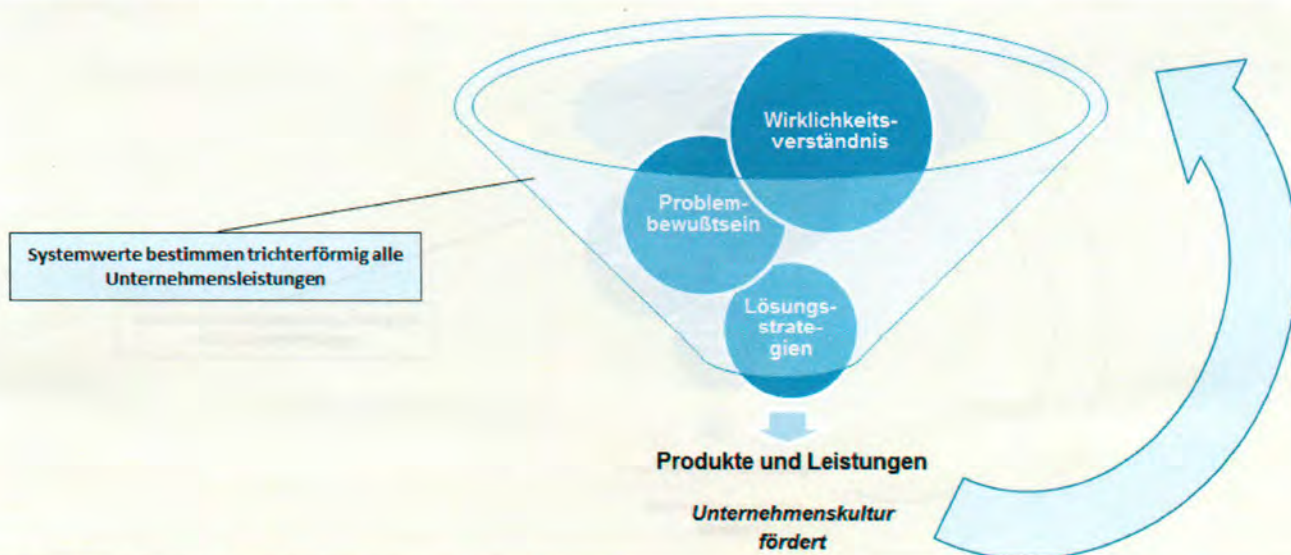 Wirklichkeits-
verständnis
Problem-
bewußtsein
Systemwerte bestimmen trichterförmig alle
Unternehmensleistungen
Lösungs-
strate-
gien
Produkte und Leistungen
Unternehmenskultur
fördert